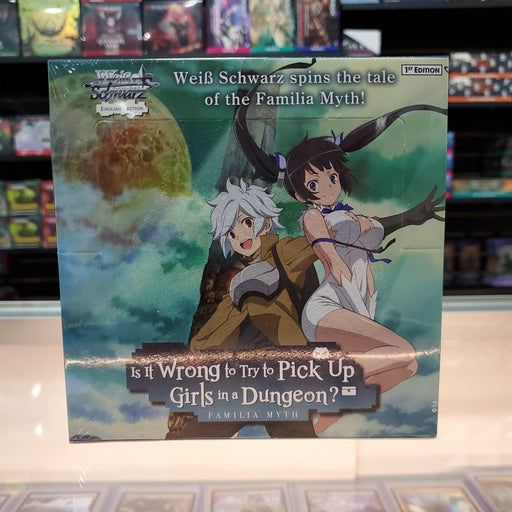 Weiß Schwarz
English Edition
Weiß Schwarz spins the tale
of the Familia Myth!
1st Edition
Is It Wrong to Try to Pick Up
Girls in a Dungeon?
FAMILIA MYTH